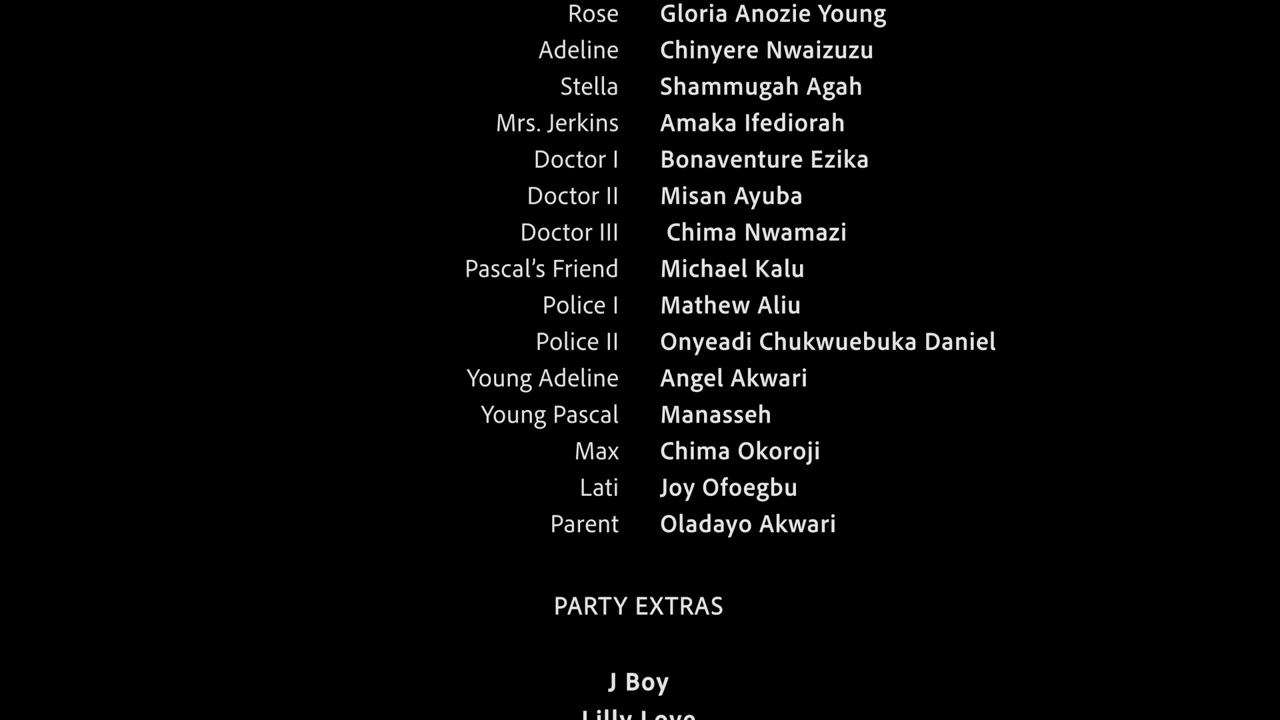 Rose Gloria Anozie Young
Adeline Chinyere Nwaizuzu
Stella Shammugah Agah
Mrs. Jerkins Amaka Ifediorah
Doctor I Bonaventure Ezika
Doctor II Misan Ayuba
Doctor III Chima Nwamazi
Pascal’s Friend Michael Kalu
Police I Mathew Aliu
Police II Onyeadi Chukwuebuka Daniel
Young Adeline Angel Akwari
Young Pascal Manasseh
Max Chima Okoroji
Lati Joy Ofoegbu
Parent Oladayo Akwari
PARTY EXTRAS
J Boy
Lilly Love